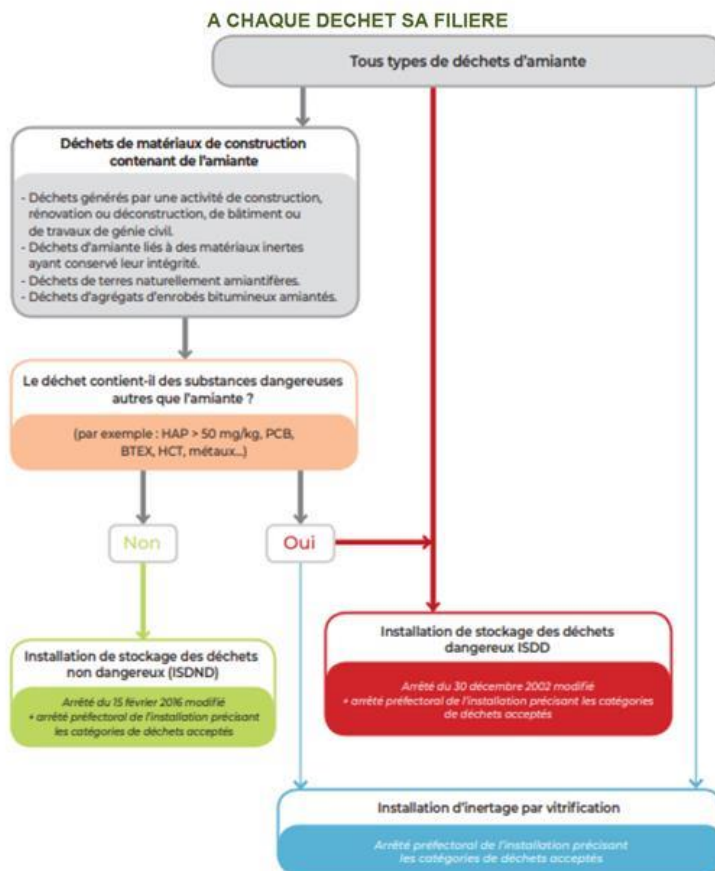 A CHAQUE DECHET SA FILIERE
Tous types de déchets d'amiante
Déchets de matériaux de construction
contenant de l'amiante
- Déchets générés par une activité de construction,
rénovation ou déconstruction, de bâtiment ou
de travaux de génie civil.
- Déchets d'amiante liés à des matériaux inertes
ayant conservé leur intégrité.
- Déchets de terres naturellement amiantifères.
- Déchets d'agrégats d'enrobés bitumineux amiantés.
Le déchet contient-il des substances dangereuses
autres que l'amiante ?
(par exemple : HAP > 50 mg/kg, PCB,
BTEX, HCT, métaux...)
Non
Oui
Installation de stockage des déchets
non dangereux (ISDND)
Arrêté du 15 février 2016 modifié
+ arrêté préfectoral de l'installation précisant
les catégories de déchets acceptés
Installation de stockage des déchets
dangereux ISDD
Arrêté du 30 décembre 2002 modifié
+ arrêté préfectoral de l'installation précisant les catégories
de déchets acceptés
Installation d'inertage par vitrification
Arrêté préfectoral de l'installation précisant
les catégories de déchets acceptés